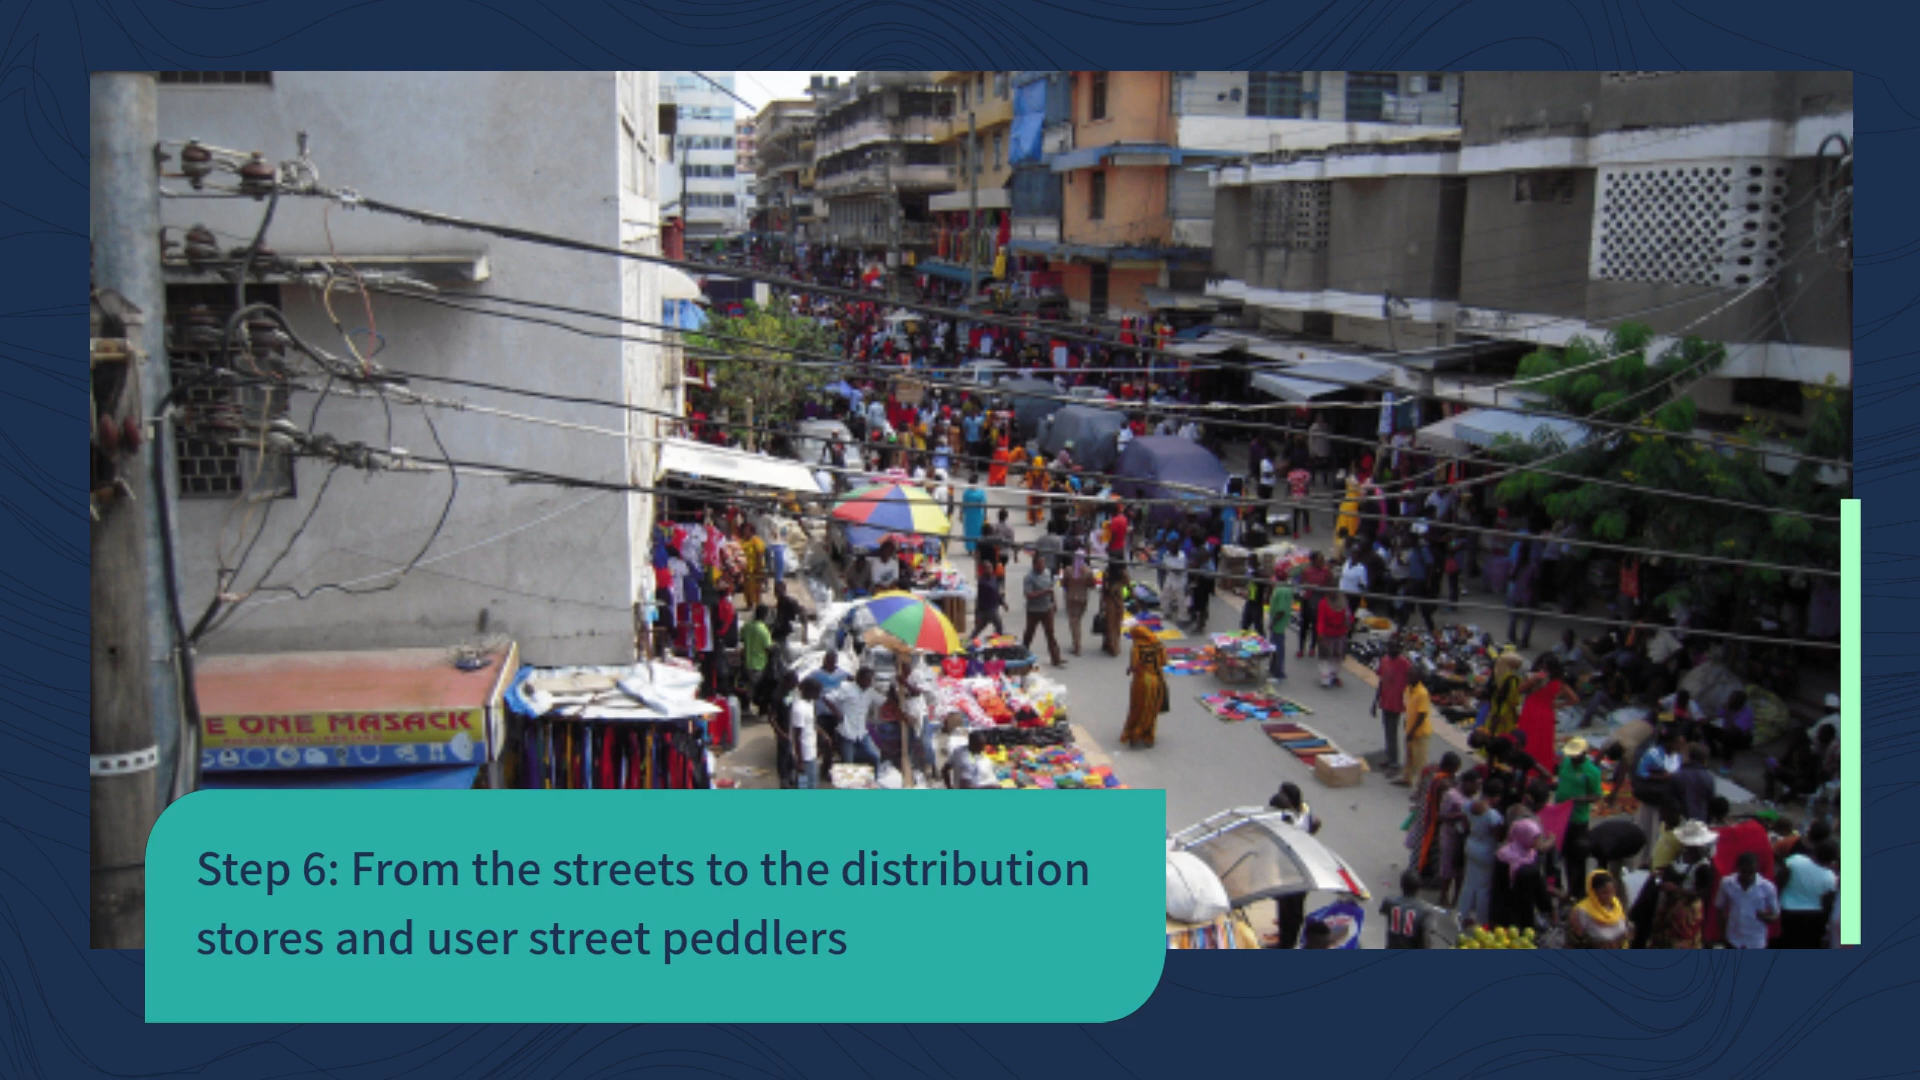 E ONE MASACK
Step 6: From the streets to the distribution
stores and user street peddlers